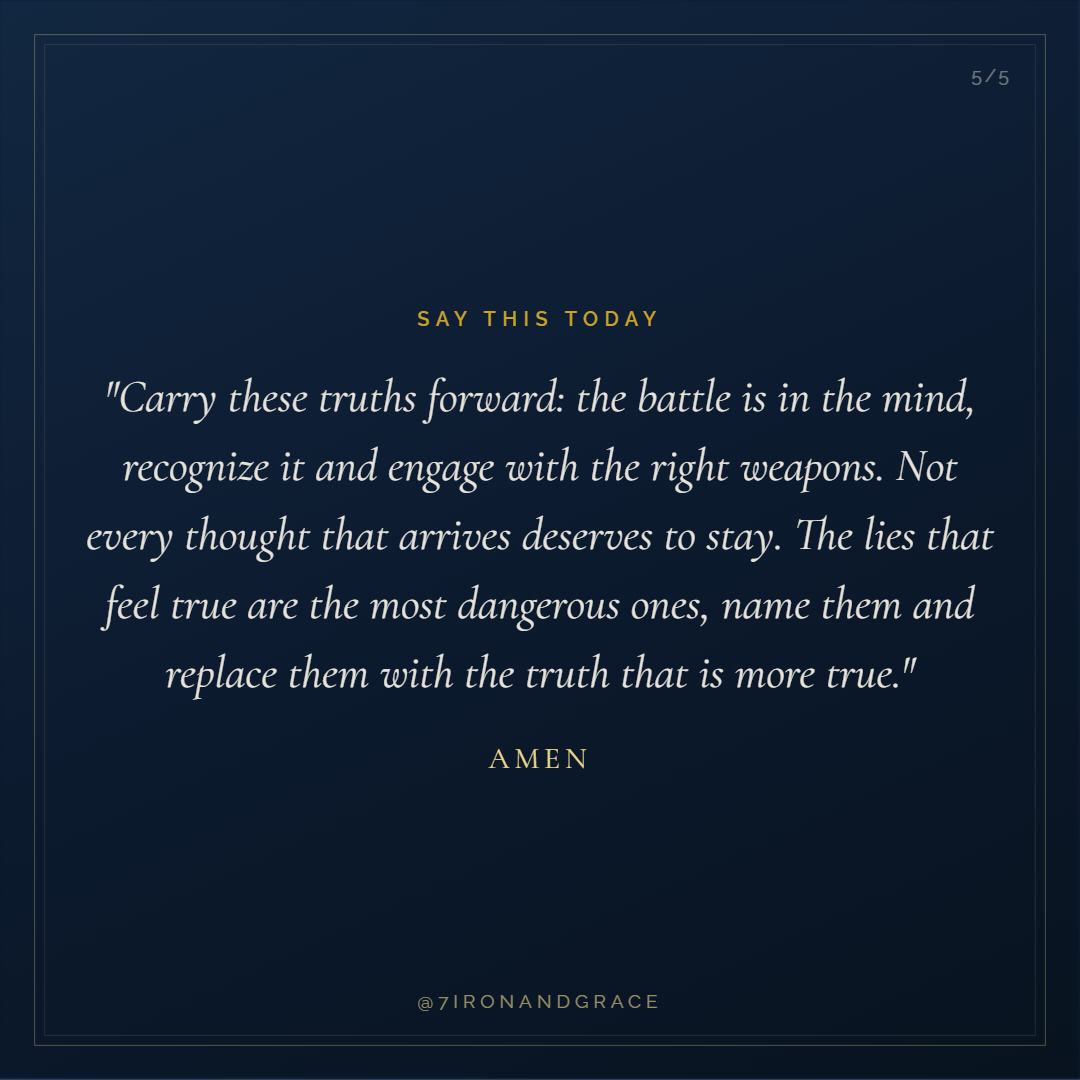 5/5
SAY THIS TODAY
"Carry these truths forward: the battle is in the mind,
recognize it and engage with the right weapons. Not
every thought that arrives deserves to stay. The lies that
feel true are the most dangerous ones, name them and
replace them with the truth that is more true."
AMEN
@7IRONANDGRACE